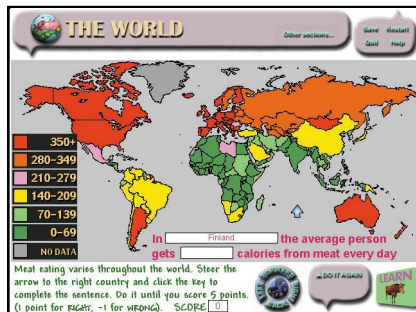 THE WORLD
Other sections...
Save Restart
Quit Help
350+
280-349
210-279
140-209
70-139
0-69
NO DATA
In Finland the average person
gets calories from meat every day
Meat eating varies throughout the world. Steer the
arrow to the right country and click the key to
complete the sentence. Do it until you score 5 points.
(1 point for RIGHT, -1 for WRONG). SCORE 0
DO IT AGAIN
LEARN